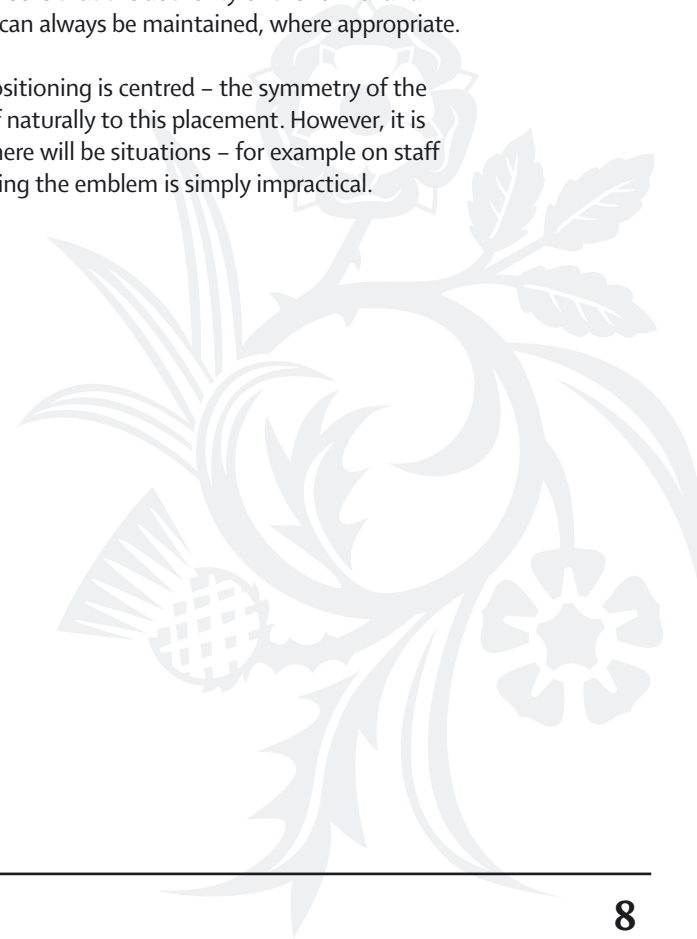 can always be maintained, where appropriate.
positioning is centred – the symmetry of the
naturally to this placement. However, it is
here will be situations – for example on staff
ing the emblem is simply impractical.
8